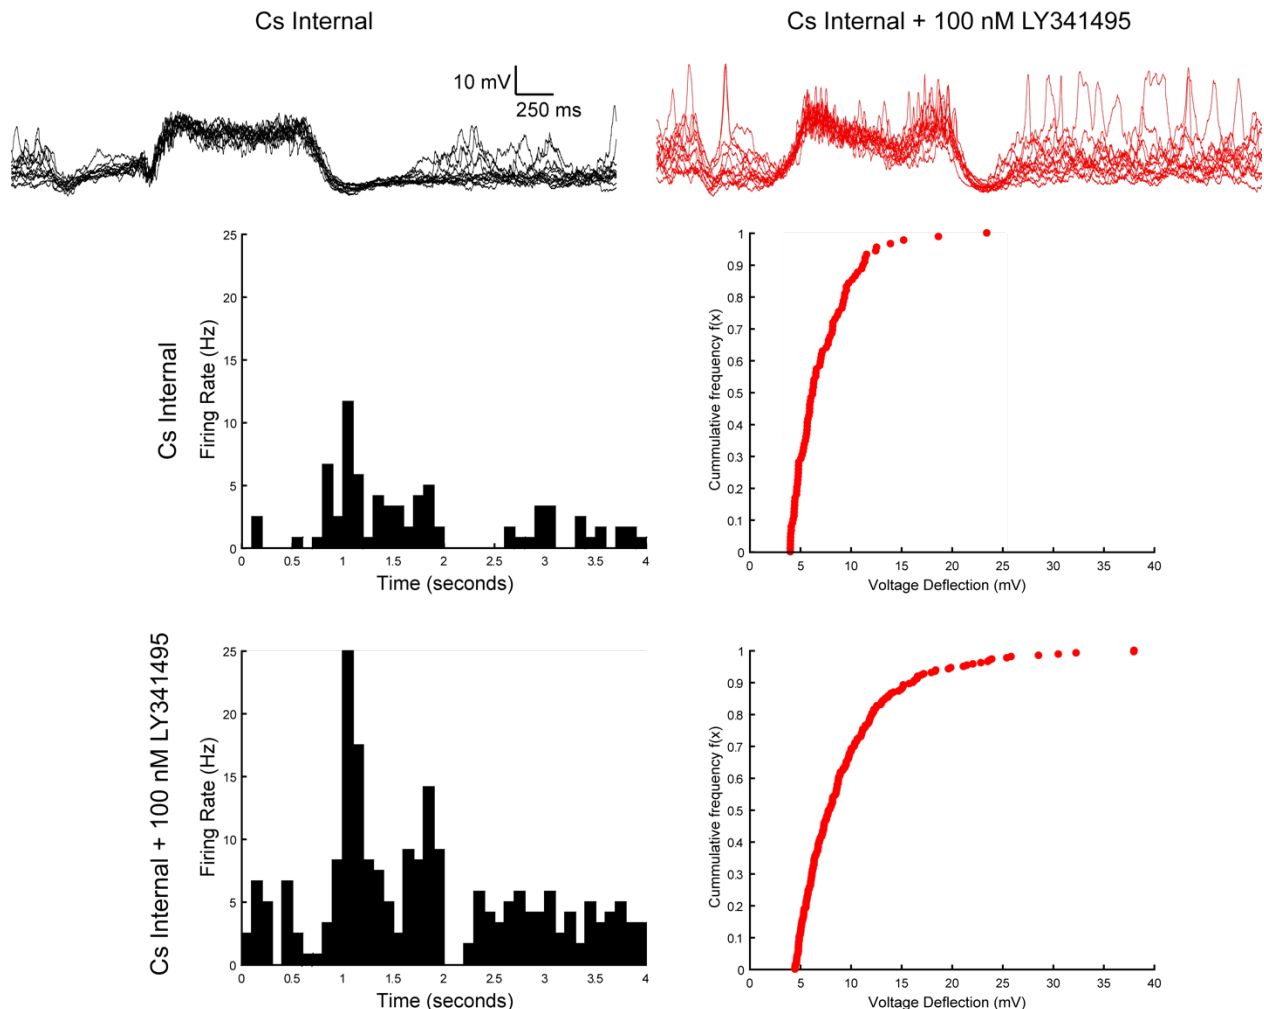 Cs Internal
Cs Internal + 100 nM LY341495
10 mV
250 ms
Cs Internal
Firing Rate (Hz)
25
20
15
10
5
0
0 0.5 1 1.5 2 2.5 3 3.5 4
Time (seconds)
Cummulative frequency f(x)
1
0.9
0.8
0.7
0.6
0.5
0.4
0.3
0.2
0.1
0
0 5 10 15 20 25 30 35 40
Voltage Deflection (mV)
Cs Internal + 100 nM LY341495
Firing Rate (Hz)
25
20
15
10
5
0
0 0.5 1 1.5 2 2.5 3 3.5 4
Time (seconds)
Cummulative frequency f(x)
1
0.9
0.8
0.7
0.6
0.5
0.4
0.3
0.2
0.1
0
0 5 10 15 20 25 30 35 40
Voltage Deflection (mV)